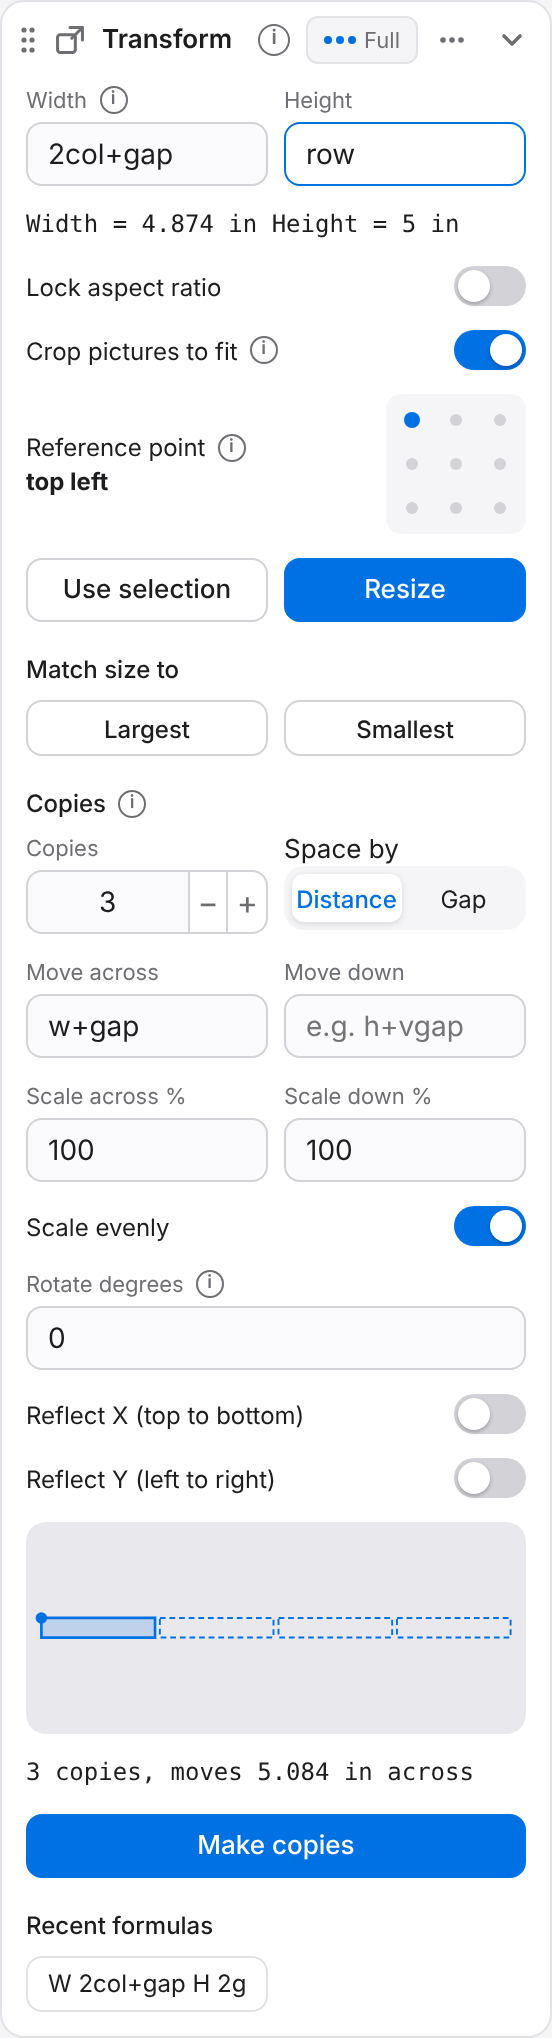 Transform Full
Width Height
2col+gap row
Width = 4.874 in Height = 5 in
Lock aspect ratio
Crop pictures to fit
Reference point
top left
Use selection Resize
Match size to
Largest Smallest
Copies
Copies Space by
3 − + Distance Gap
Move across Move down
w+gap e.g. h+vgap
Scale across % Scale down %
100 100
Scale evenly
Rotate degrees
0
Reflect X (top to bottom)
Reflect Y (left to right)
3 copies, moves 5.084 in across
Make copies
Recent formulas
W 2col+gap H 2g